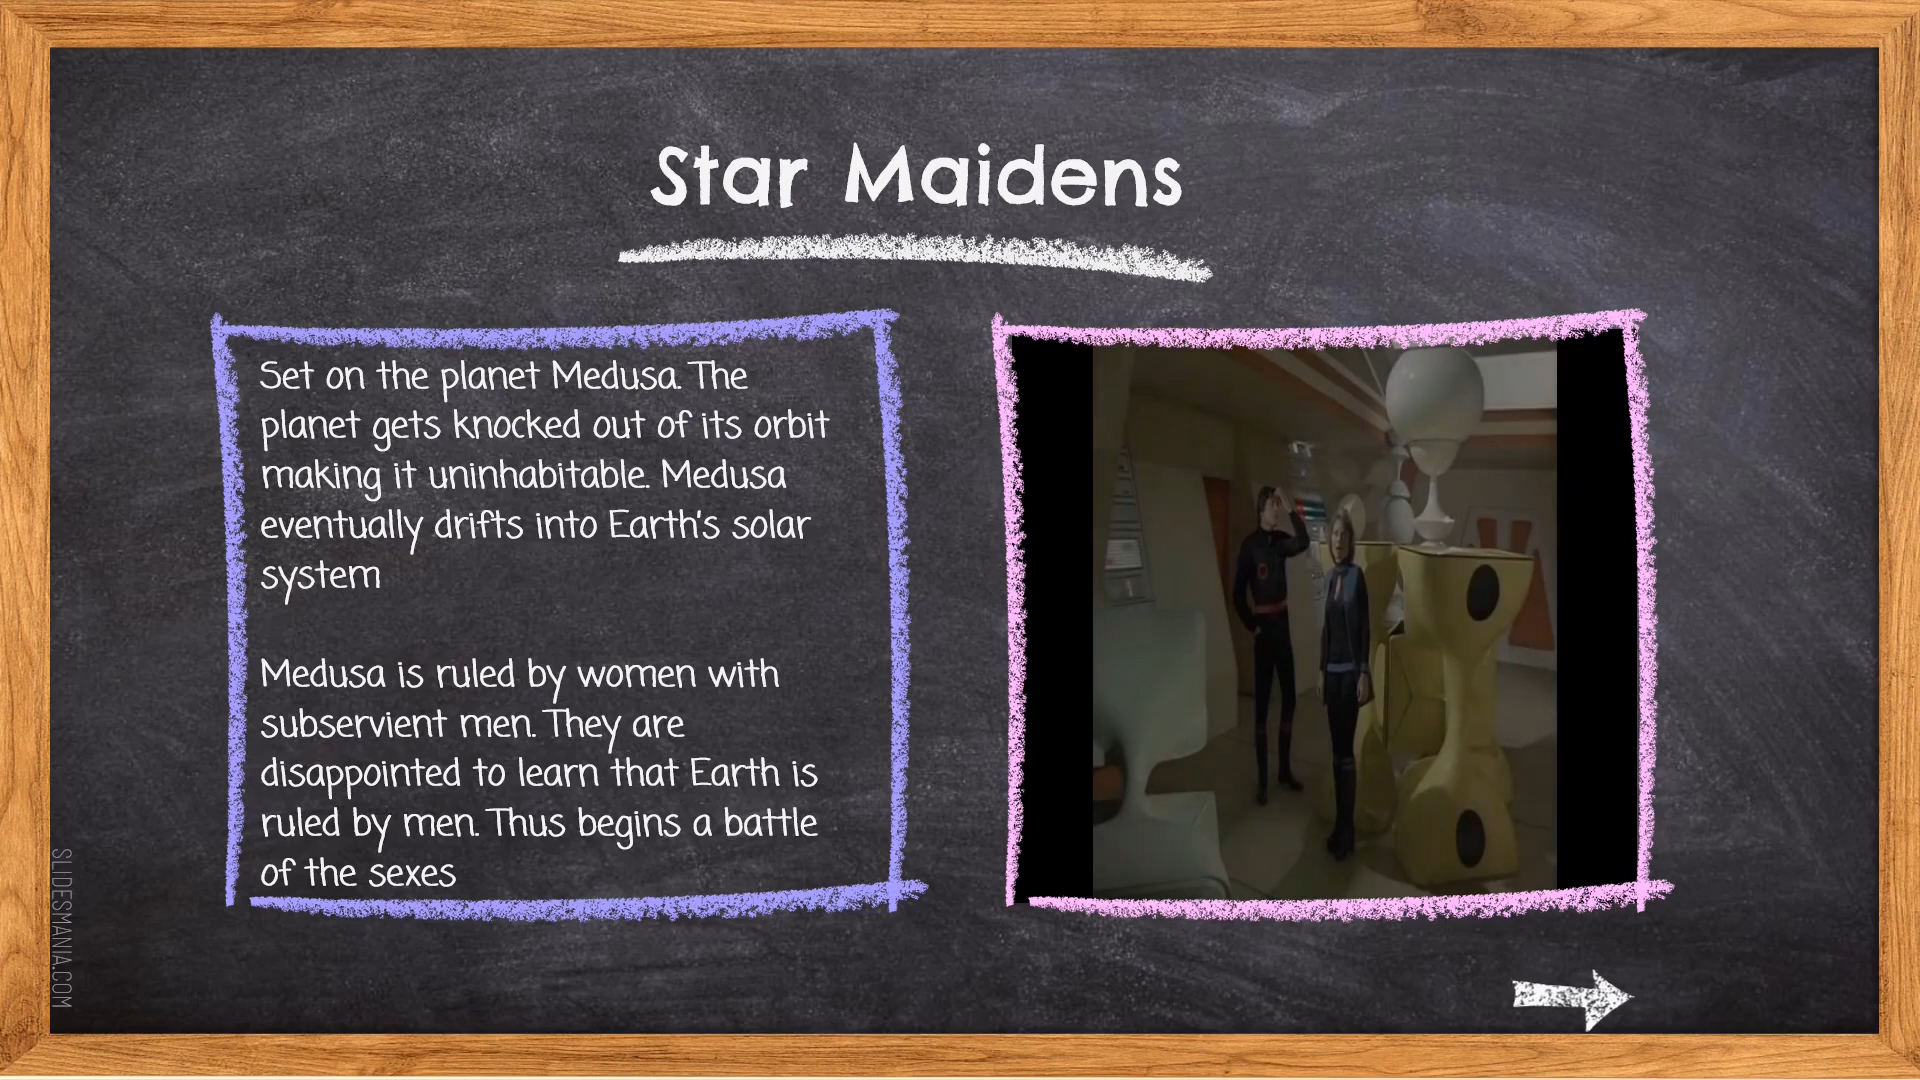 Star Maidens
Set on the planet Medusa. The
planet gets knocked out of its orbit
making it uninhabitable. Medusa
eventually drifts into Earth's solar
system
Medusa is ruled by women with
subservient men. They are
disappointed to learn that Earth is
ruled by men. Thus begins a battle
of the sexes
SLIDESMANIA.COM